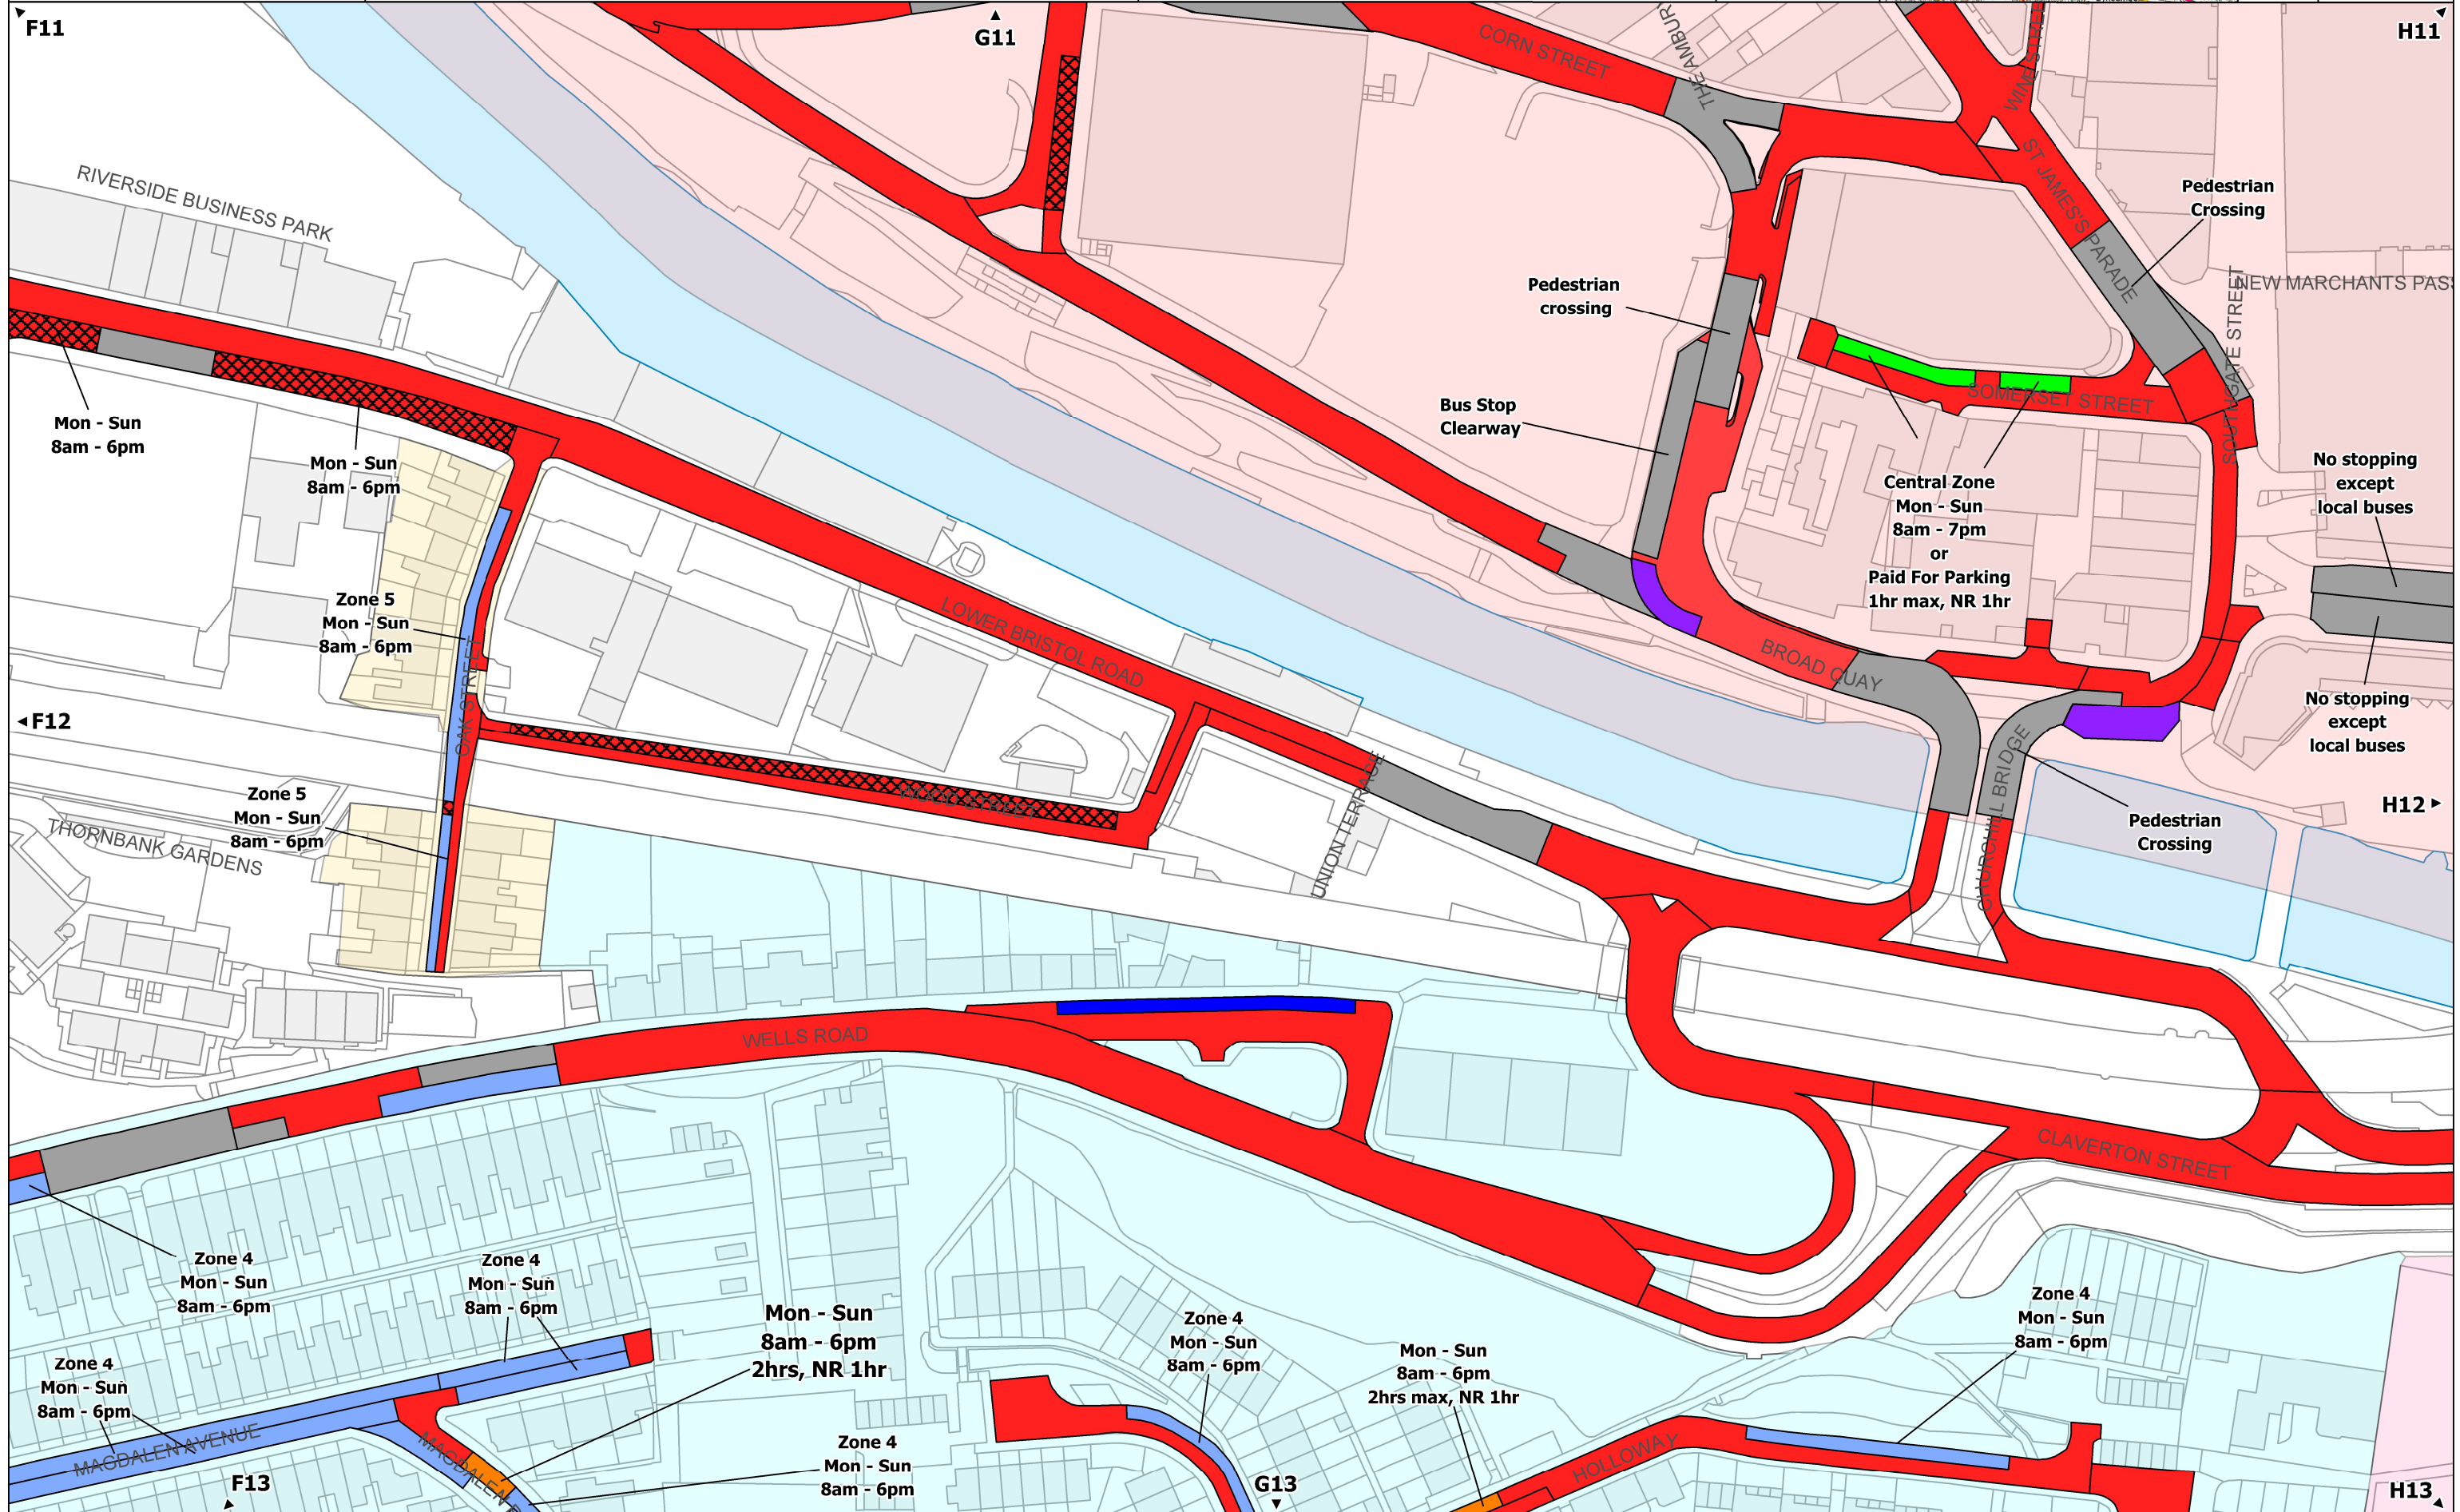 F11
G11
H11
CORN STREET
THE AMBURY
WINE STREET
ST JAMES'S PARADE
Pedestrian
Crossing
RIVERSIDE BUSINESS PARK
SOUTHGATE STREET
NEW MARCHANTS PASS
Pedestrian
crossing
Mon - Sun
8am - 6pm
Mon - Sun
8am - 6pm
Bus Stop
Clearway
SOMERSET STREET
Central Zone
Mon - Sun
8am - 7pm
or
Paid For Parking
1hr max, NR 1hr
No stopping
except
local buses
Zone 5
Mon - Sun
8am - 6pm
OAK STREET
LOWER BRISTOL ROAD
BROAD QUAY
No stopping
except
local buses
F12
H12
WOOD STREET
UNION TERRACE
CHURCHILL BRIDGE
Pedestrian
Crossing
Zone 5
Mon - Sun
8am - 6pm
THORNBANK GARDENS
WELLS ROAD
CLAVERTON STREET
Zone 4
Mon - Sun
8am - 6pm
Zone 4
Mon - Sun
8am - 6pm
Mon - Sun
8am - 6pm
2hrs, NR 1hr
Zone 4
Mon - Sun
8am - 6pm
Mon - Sun
8am - 6pm
2hrs max, NR 1hr
Zone 4
Mon - Sun
8am - 6pm
Zone 4
Mon - Sun
8am - 6pm
MAGDALEN AVENUE
MAGDALEN
Zone 4
Mon - Sun
8am - 6pm
HOLLOWAY
F13
G13
H13